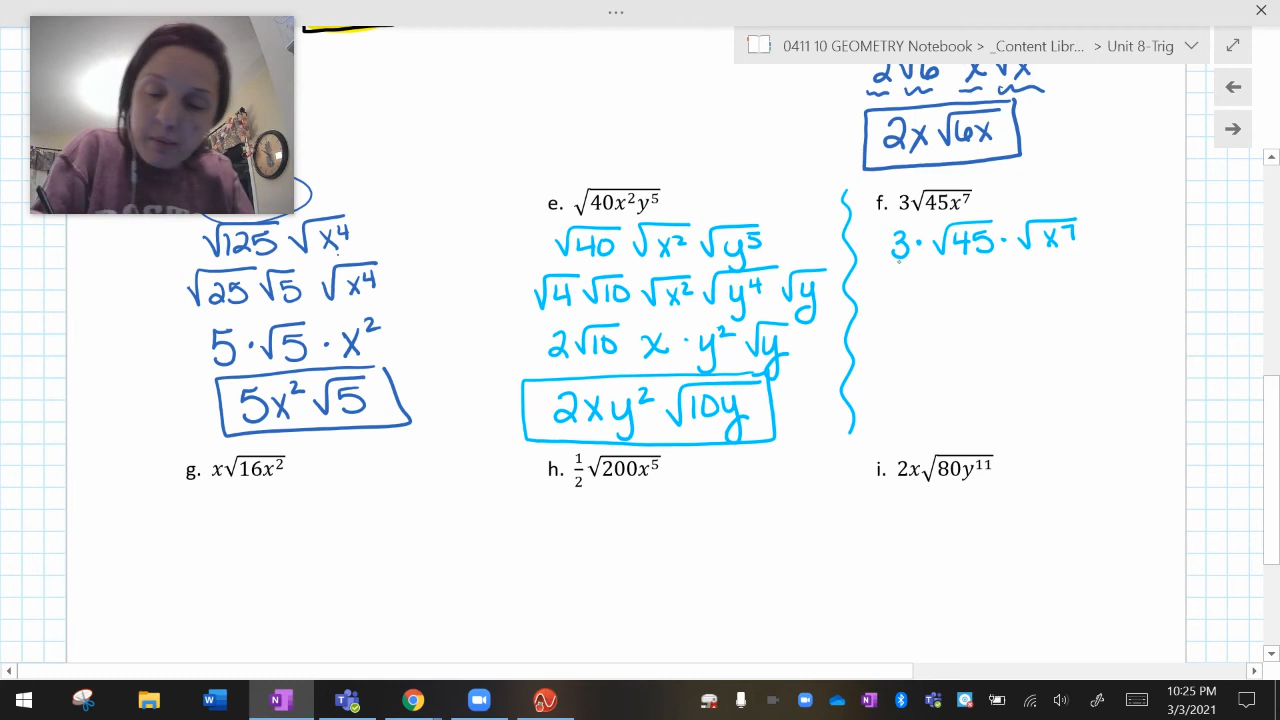 0411 10 GEOMETRY Notebook > _Content Libr... > Unit 8-Trig
2√6 x√x
2x√6x
e. √40x²y⁵
√40 √x² √y⁵
√4 √10 √x² √y⁴ √y
2√10 x · y² √y
2xy² √10y
f. 3√45x⁷
3 · √45 · √x⁷
√125 √x⁴
√25 √5 √x⁴
5 · √5 · x²
5x² √5
g. x√16x²
h. 1/2 √200x⁵
i. 2x√80y¹¹
10:25 PM
3/3/2021